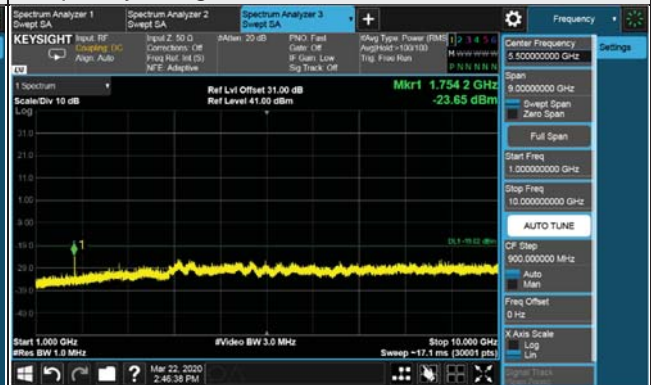 Spectrum Analyzer 1
Swept SA
Spectrum Analyzer 2
Swept SA
Spectrum Analyzer 3
Swept SA
+
Frequency
KEYSIGHT
Input: RF
Coupling: DC
Align: Auto
Input Z: 50 Ω
Corrections: Off
Freq Ref: Int (S)
NFE: Adaptive
#Atten: 20 dB
PNO: Fast
Gate: Off
IF Gain: Low
Sig Track: Off
#Avg Type: Power (RMS
Avg|Hold:>100/100
Trig: Free Run
1 2 3 4 5 6
M W W W W W
P N N N N N
Center Frequency
5.500000000 GHz
Settings
Span
9.00000000 GHz
Swept Span
Zero Span
Full Span
Start Freq
1.000000000 GHz
Stop Freq
10.000000000 GHz
AUTO TUNE
CF Step
900.000000 MHz
Auto
Man
Freq Offset
0 Hz
X Axis Scale
Log
Lin
Signal Track
1 Spectrum
Scale/Div 10 dB
Log
Ref Lvl Offset 31.00 dB
Ref Level 41.00 dBm
Mkr1 1.754 2 GHz
-23.65 dBm
31.0
21.0
11.0
1.00
-9.00
-19.0
-29.0
-39.0
-49.0
1
DL1 -19.02 dBm
Start 1.000 GHz
#Res BW 1.0 MHz
#Video BW 3.0 MHz
Stop 10.000 GHz
Sweep ~17.1 ms (30001 pts)
?
Mar 22, 2020
2:46:38 PM